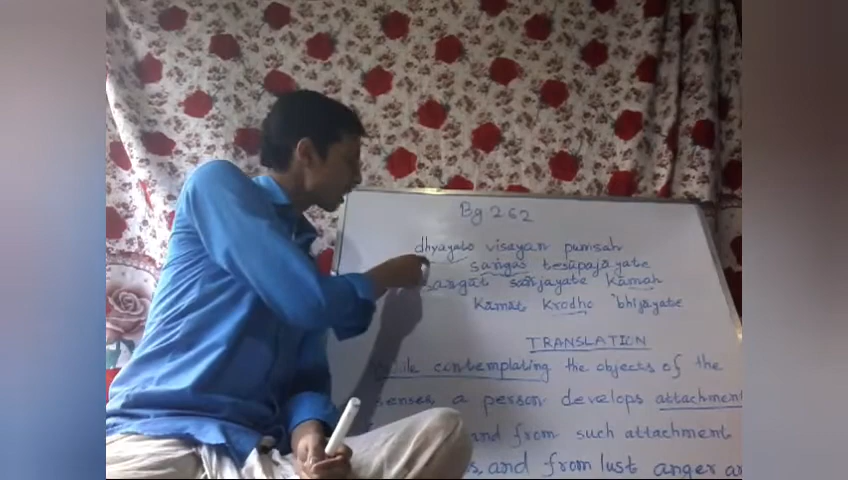 Bg 2.62
dhyayato visayan pumsah
sangas tesupajayate
sangat sanjayate kamah
kamat krodho 'bhijayate
TRANSLATION
While contemplating the objects of the
senses a person develops attachment
and from such attachment
and from lust anger